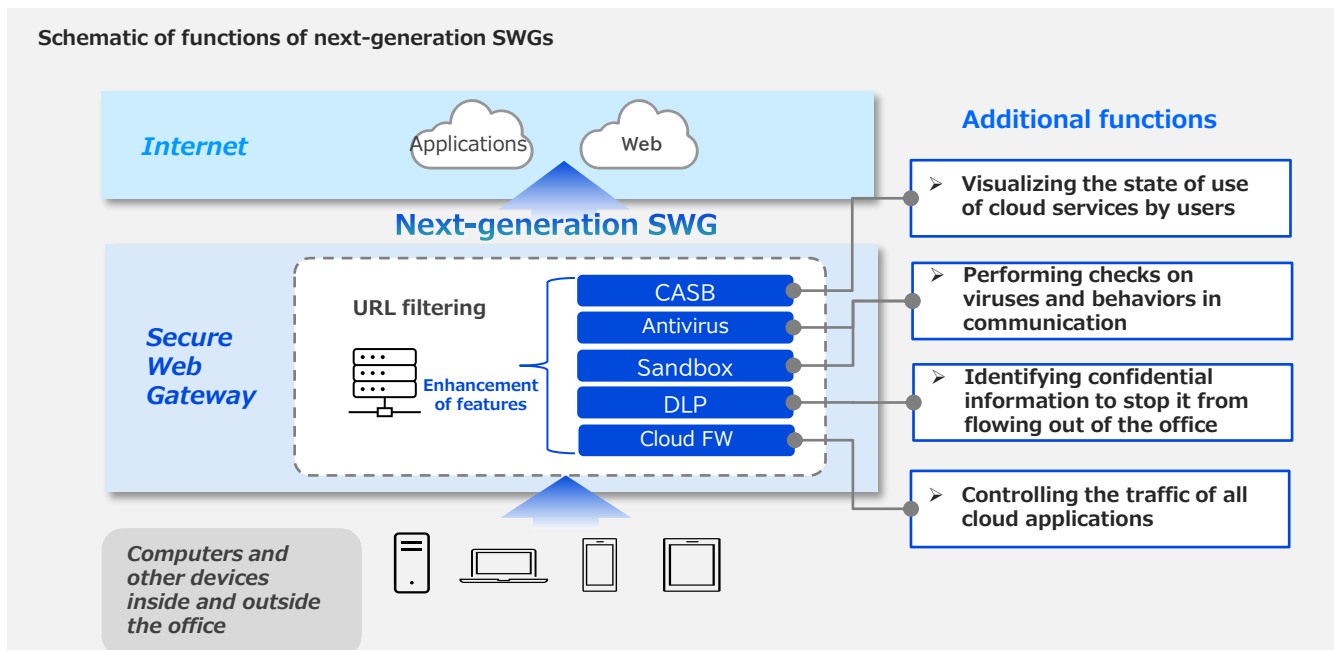 Schematic of functions of next-generation SWGs
Internet
Applications
Web
Next-generation SWG
Secure
Web
Gateway
URL filtering
Enhancement
of features
CASB
Antivirus
Sandbox
DLP
Cloud FW
Computers and
other devices
inside and outside
the office
Additional functions
➢ Visualizing the state of use
of cloud services by users
➢ Performing checks on
viruses and behaviors in
communication
➢ Identifying confidential
information to stop it from
flowing out of the office
➢ Controlling the traffic of all
cloud applications